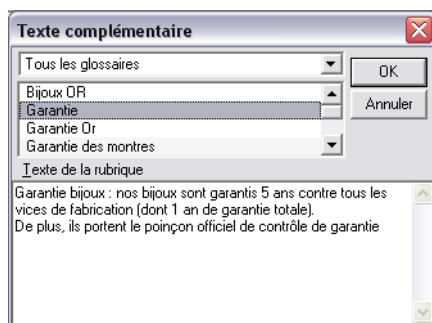 Texte complémentaire
Tous les glossaires
OK
Bijoux OR
Garantie
Garantie Or
Garantie des montres
Annuler
Texte de la rubrique
Garantie bijoux : nos bijoux sont garantis 5 ans contre tous les
vices de fabrication (dont 1 an de garantie totale).
De plus, ils portent le poinçon officiel de contrôle de garantie